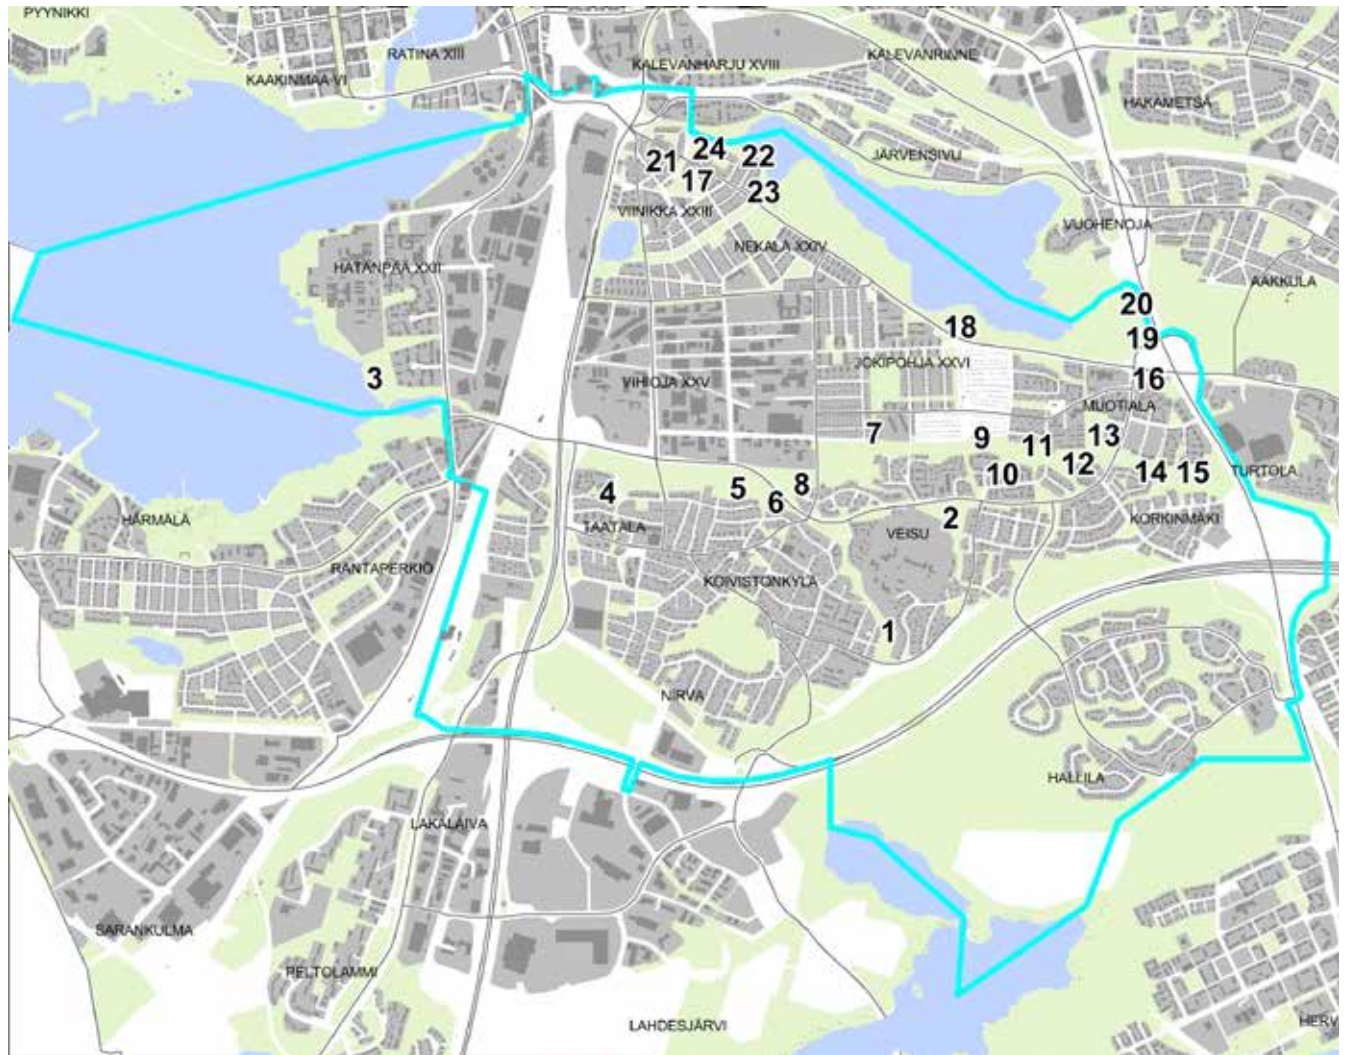 PYYNIKKI
RATINA XIII
KALEVANRINNE
KALEVANHARJU XVIII
KAAKINMAA VI
HAKAMETSÄ
24
22
JÄRVENSIVU
21
17
23
VIINIKKA XXIII
VUOHENOJA
NEKALA XXIV
HATANPÄÄ XXII
AAKKULA
20
18
19
JOKIPOHJA XXVI
3
VIHIOJA XXV
16
MUOTIALA
7
9
11
13
12
10
14
15
TURTOLA
4
5
6
8
HÄRMÄLÄ
TAATALA
2
KORKINMÄKI
VEISU
RANTAPERKIÖ
KOIVISTONKYLÄ
1
NIRVA
HALLILA
LAKALAIVA
SARANKULMA
PELTOLAMMI
LAHDESJÄRVI
HERV